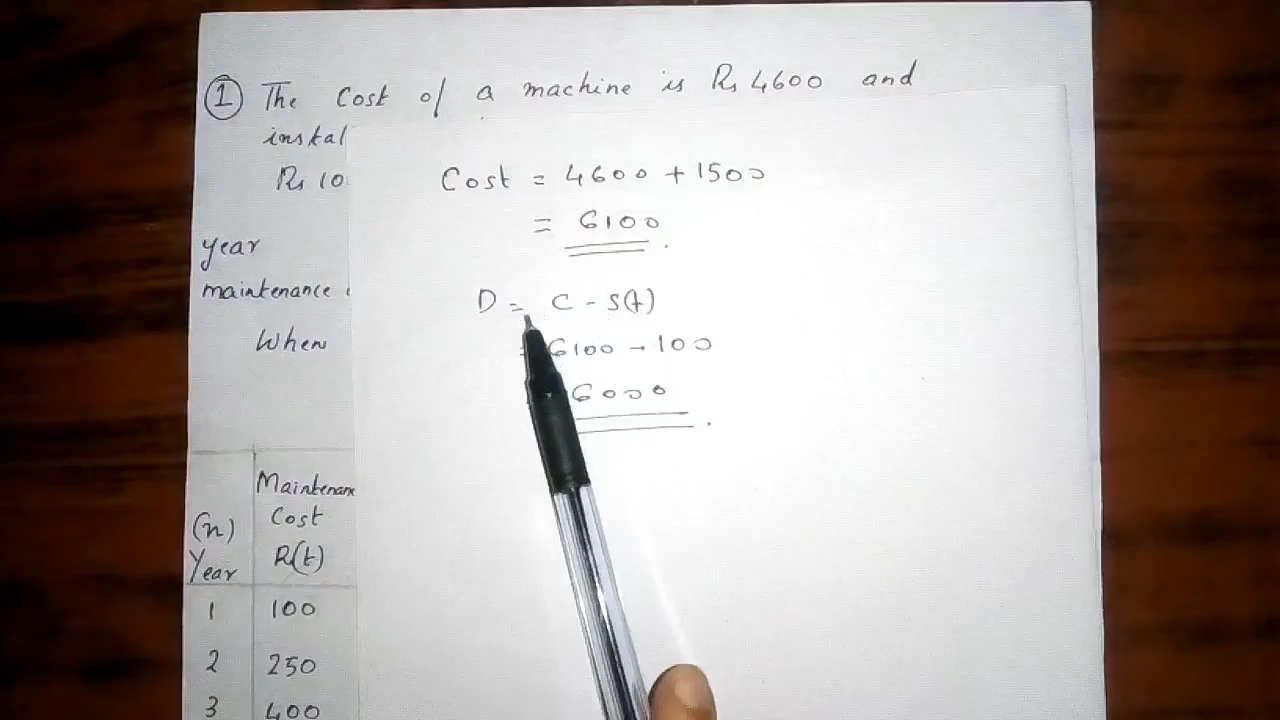 ① The Cost of a machine is Rs 4600 and
instal
Rs 10
year
maintenance
When
Cost = 4600 + 1500
= 6100
D = C - S(t)
= 6100 - 100
6000
(n) Year
Maintenan Cost R(t)
1 100
2 250
3 400